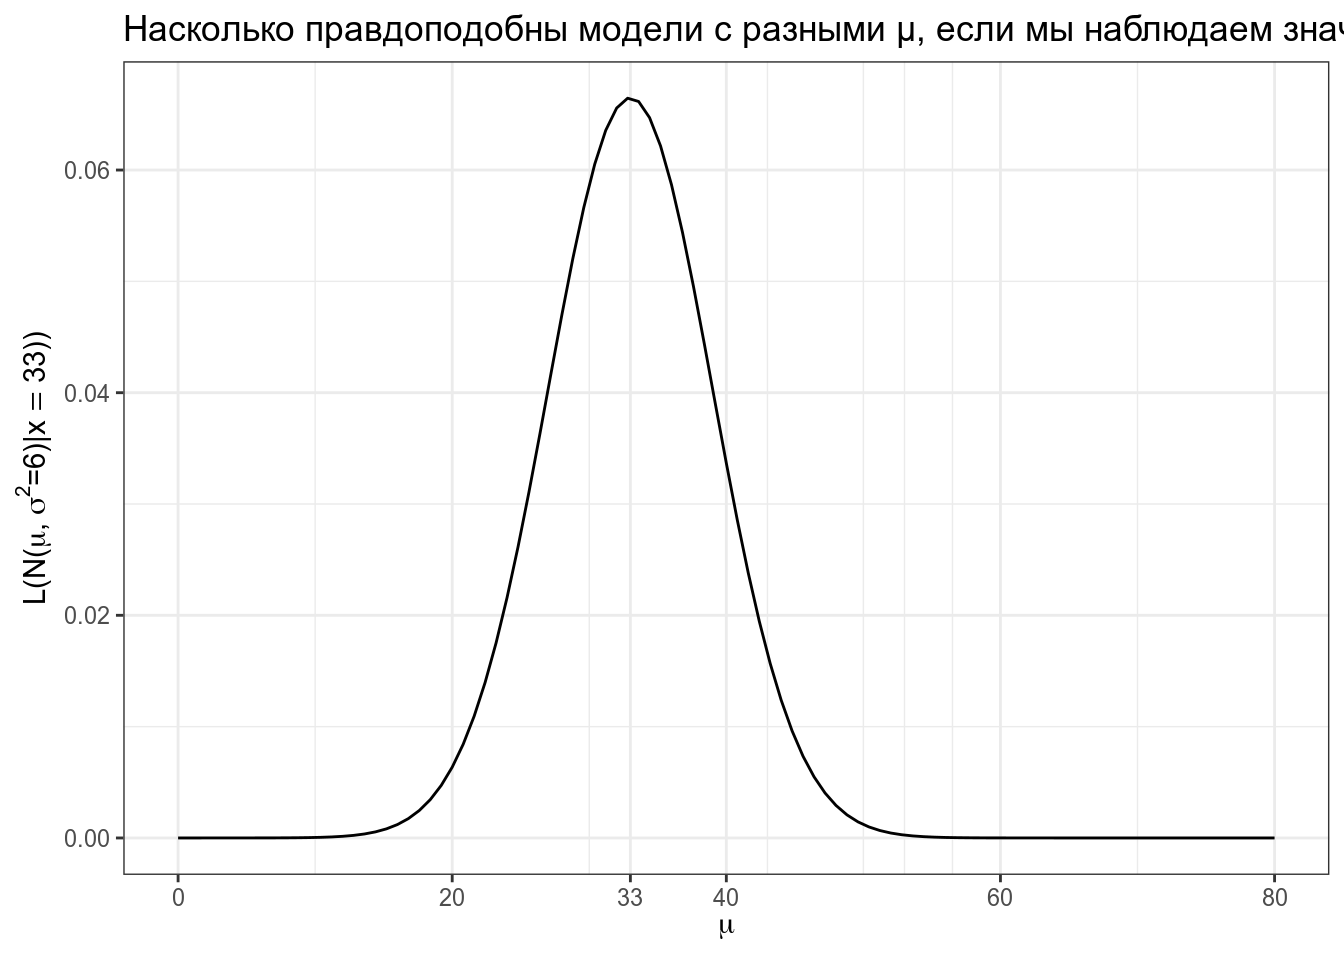 Насколько правдоподобны модели с разными μ, если мы наблюдаем знач
L(N(μ, σ²=6)|x = 33))
0.06
0.04
0.02
0.00
0 20 33 40 60 80
μ